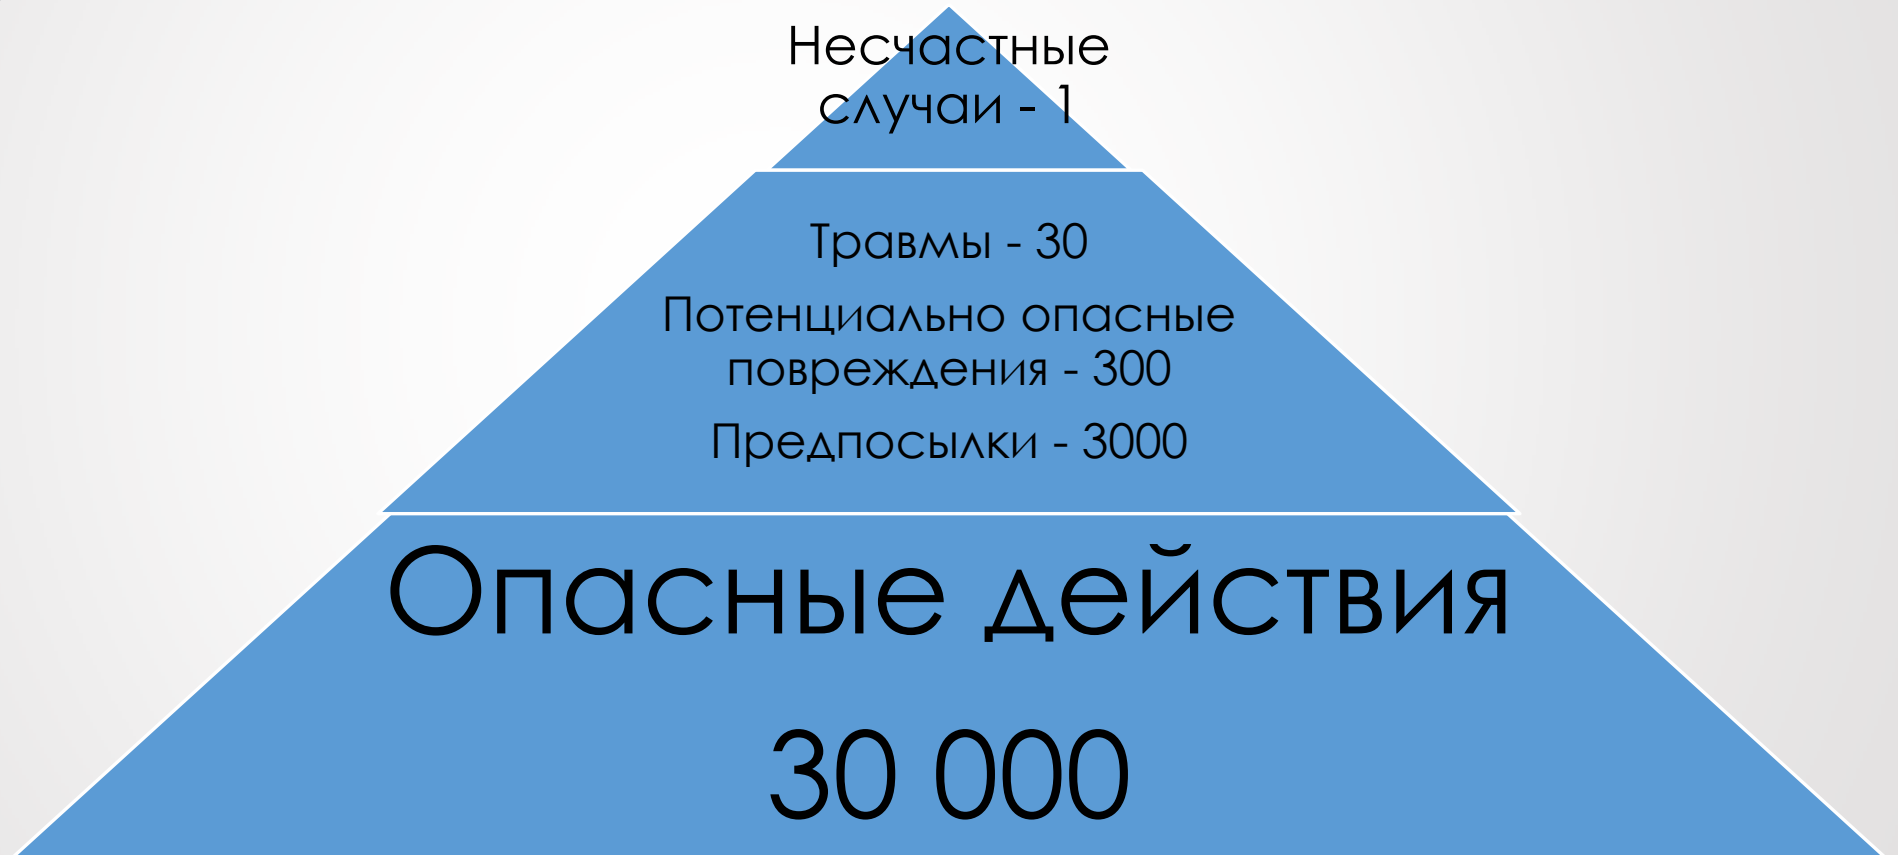 Несчастные
случаи - 1
Травмы - 30
Потенциально опасные
повреждения - 300
Предпосылки - 3000
Опасные действия
30 000